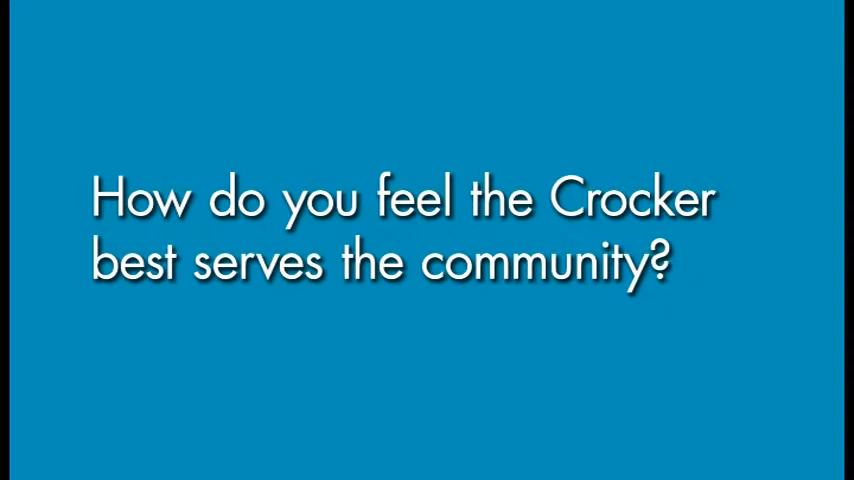 How do you feel the Crocker
best serves the community?